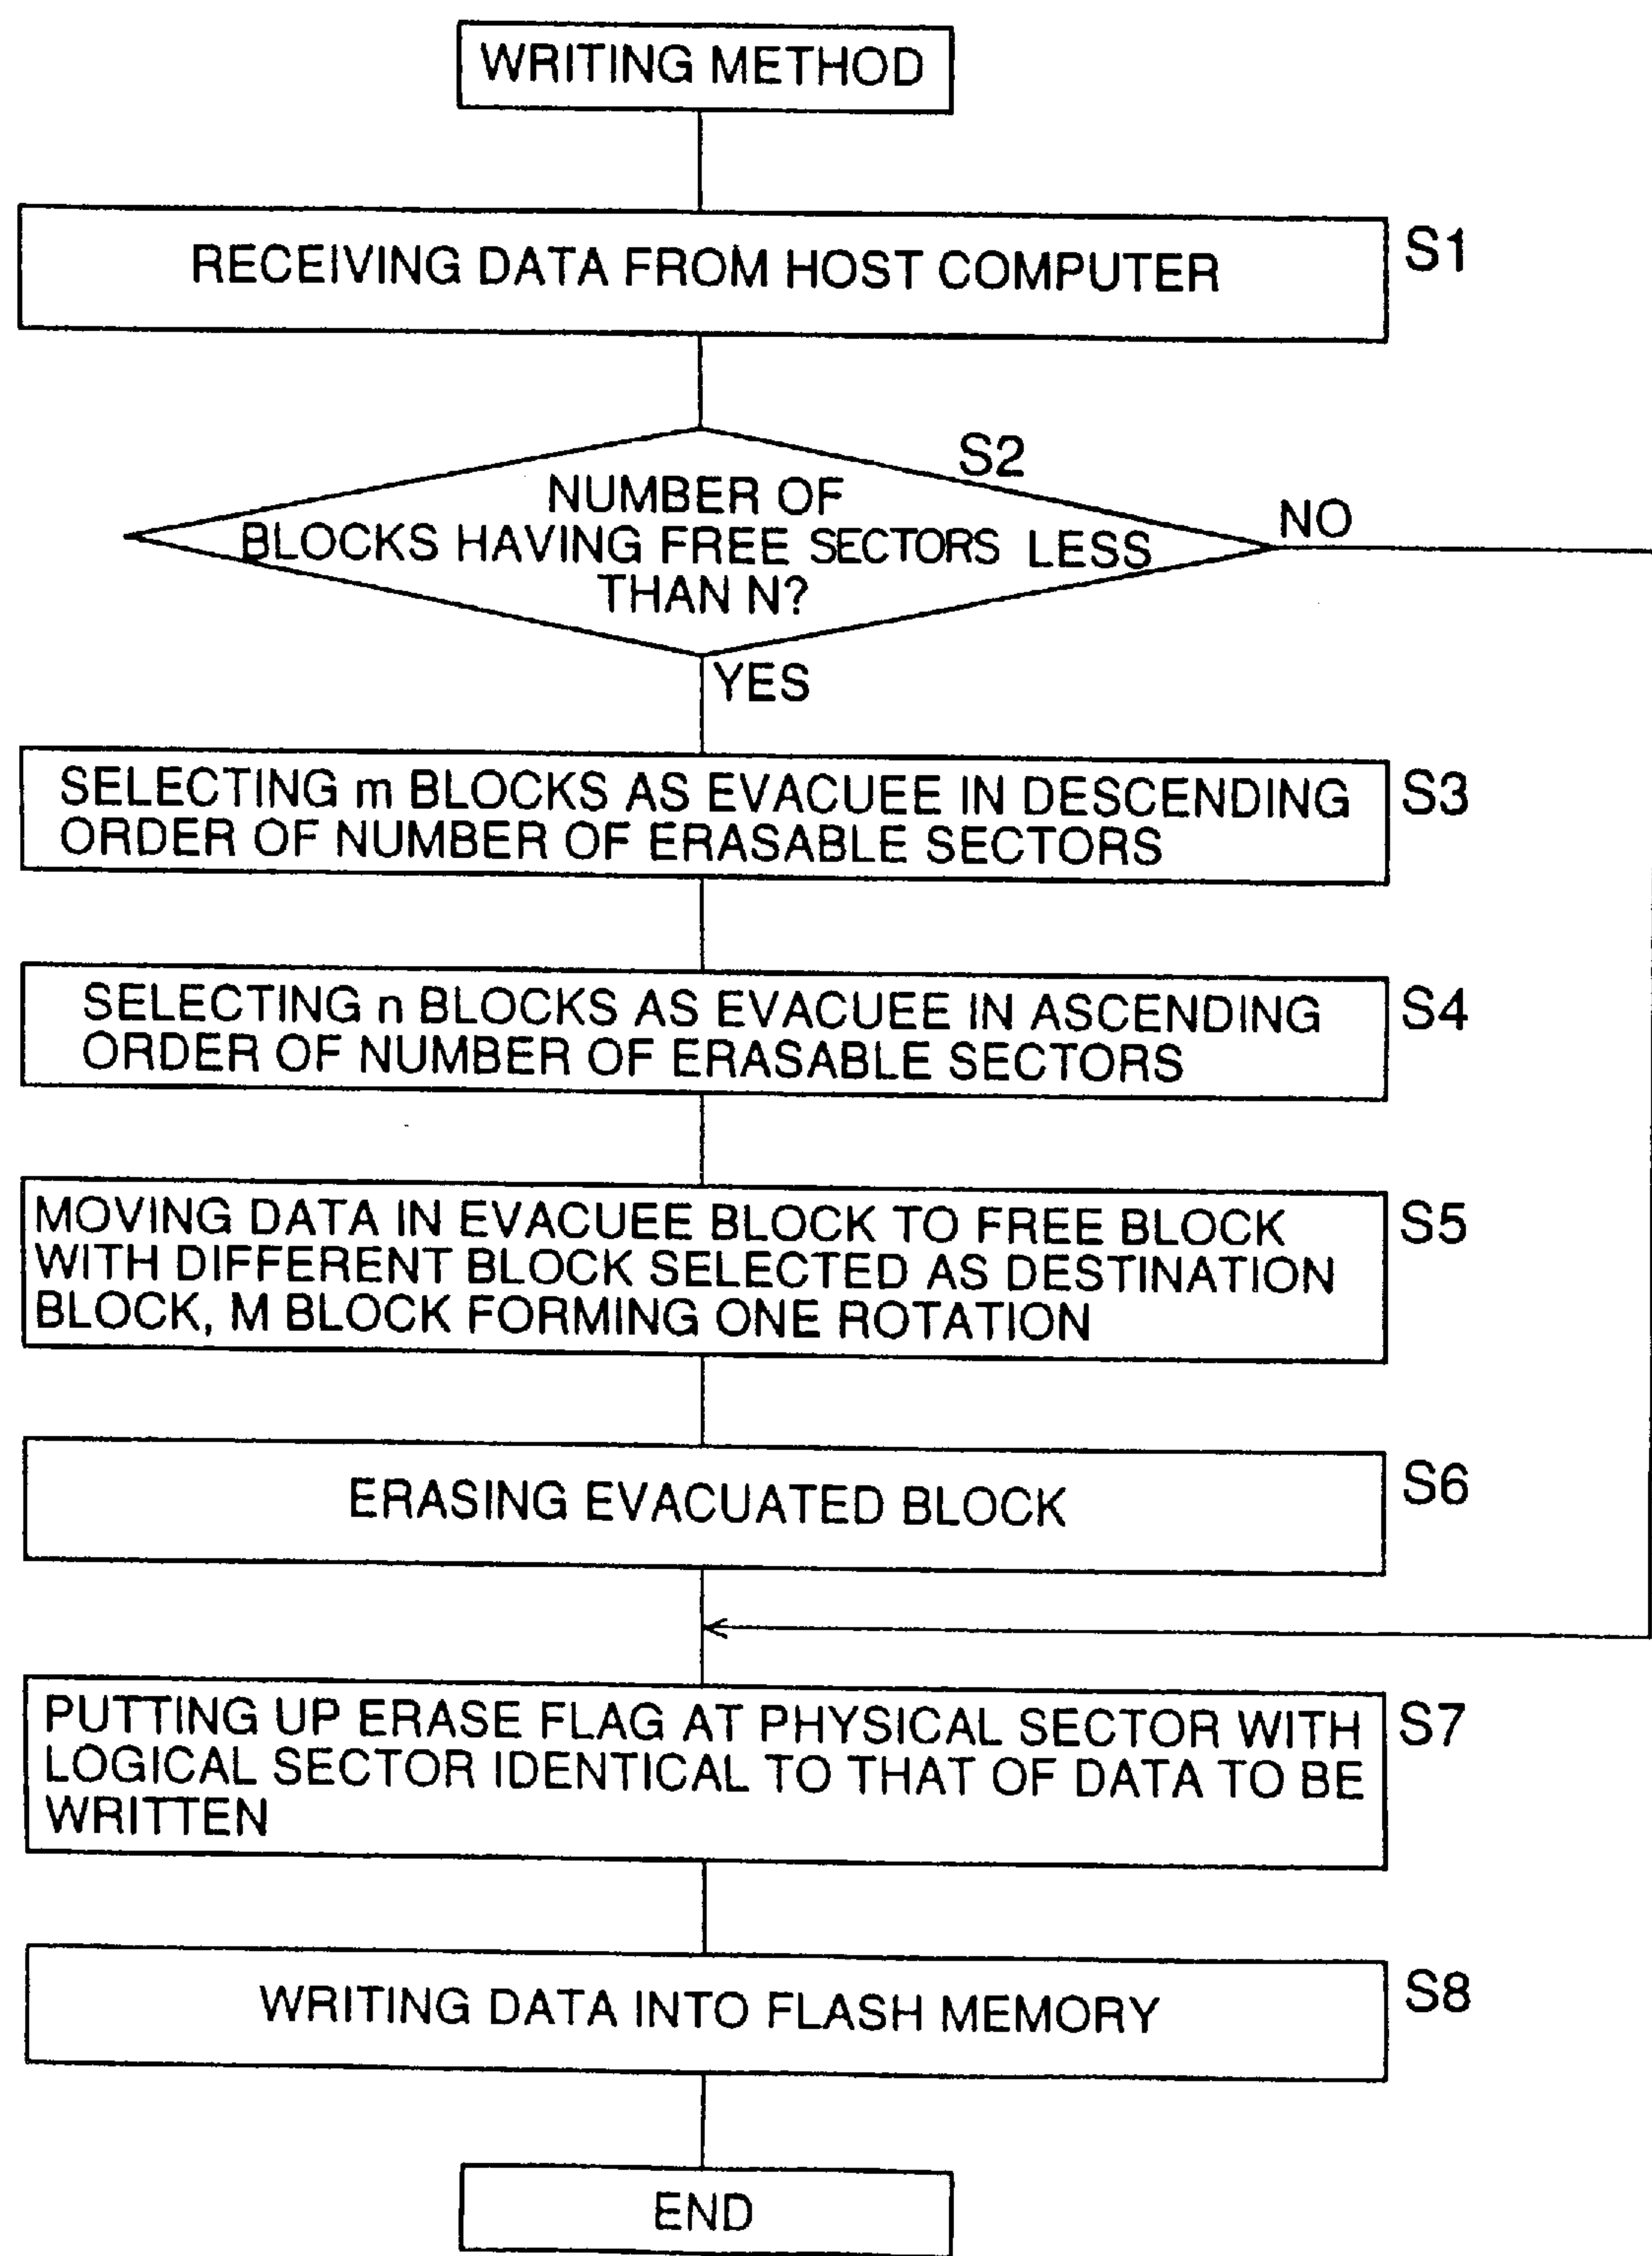 WRITING METHOD
RECEIVING DATA FROM HOST COMPUTER
S1
S2
NUMBER OF
BLOCKS HAVING FREE SECTORS LESS
THAN N?
NO
YES
SELECTING m BLOCKS AS EVACUEE IN DESCENDING
ORDER OF NUMBER OF ERASABLE SECTORS
S3
SELECTING n BLOCKS AS EVACUEE IN ASCENDING
ORDER OF NUMBER OF ERASABLE SECTORS
S4
MOVING DATA IN EVACUEE BLOCK TO FREE BLOCK
WITH DIFFERENT BLOCK SELECTED AS DESTINATION
BLOCK, M BLOCK FORMING ONE ROTATION
S5
ERASING EVACUATED BLOCK
S6
PUTTING UP ERASE FLAG AT PHYSICAL SECTOR WITH
LOGICAL SECTOR IDENTICAL TO THAT OF DATA TO BE
WRITTEN
S7
WRITING DATA INTO FLASH MEMORY
S8
END